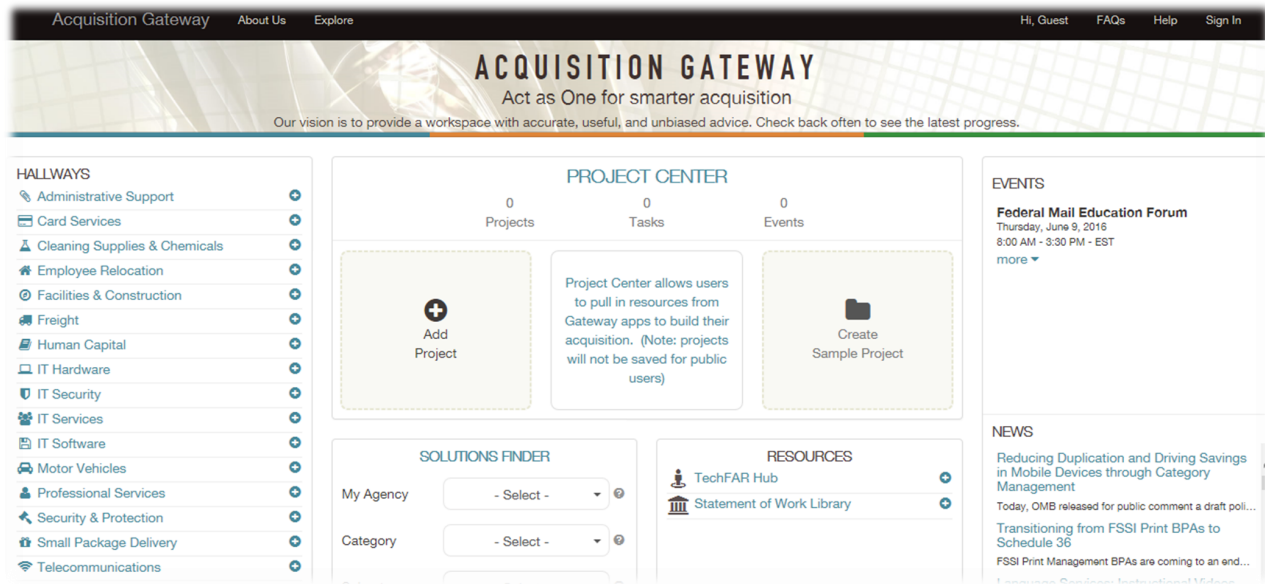 Acquisition Gateway About Us Explore Hi, Guest FAQs Help Sign In
ACQUISITION GATEWAY
Act as One for smarter acquisition
Our vision is to provide a workspace with accurate, useful, and unbiased advice. Check back often to see the latest progress.
HALLWAYS
Administrative Support
Card Services
Cleaning Supplies & Chemicals
Employee Relocation
Facilities & Construction
Freight
Human Capital
IT Hardware
IT Security
IT Services
IT Software
Motor Vehicles
Professional Services
Security & Protection
Small Package Delivery
Telecommunications
PROJECT CENTER
0 0 0
Projects Tasks Events
Add
Project
Project Center allows users
to pull in resources from
Gateway apps to build their
acquisition. (Note: projects
will not be saved for public
users)
Create
Sample Project
SOLUTIONS FINDER
My Agency - Select -
Category - Select -
RESOURCES
TechFAR Hub
Statement of Work Library
EVENTS
Federal Mail Education Forum
Thursday, June 9, 2016
8:00 AM - 3:30 PM - EST
more
NEWS
Reducing Duplication and Driving Savings
in Mobile Devices through Category
Management
Today, OMB released for public comment a draft poli...
Transitioning from FSSI Print BPAs to
Schedule 36
FSSI Print Management BPAs are coming to an end...
Language Services: Instructional Videos